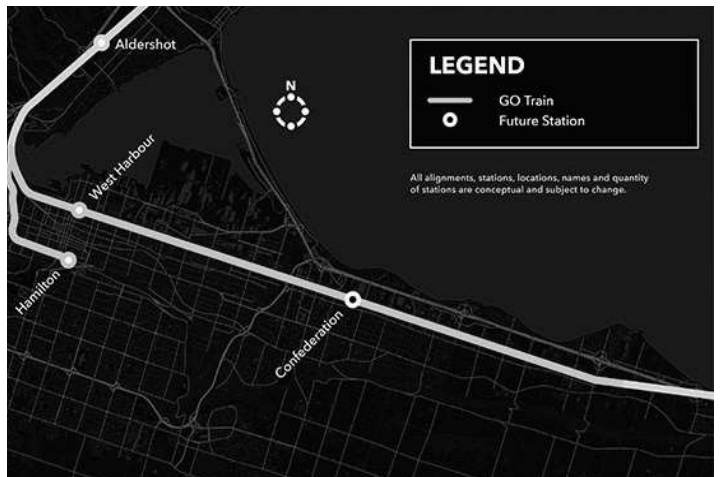 Aldershot
N
LEGEND
GO Train
Future Station
All alignments, stations, locations, names and quantity
of stations are conceptual and subject to change.
West Harbour
Hamilton
Confederation